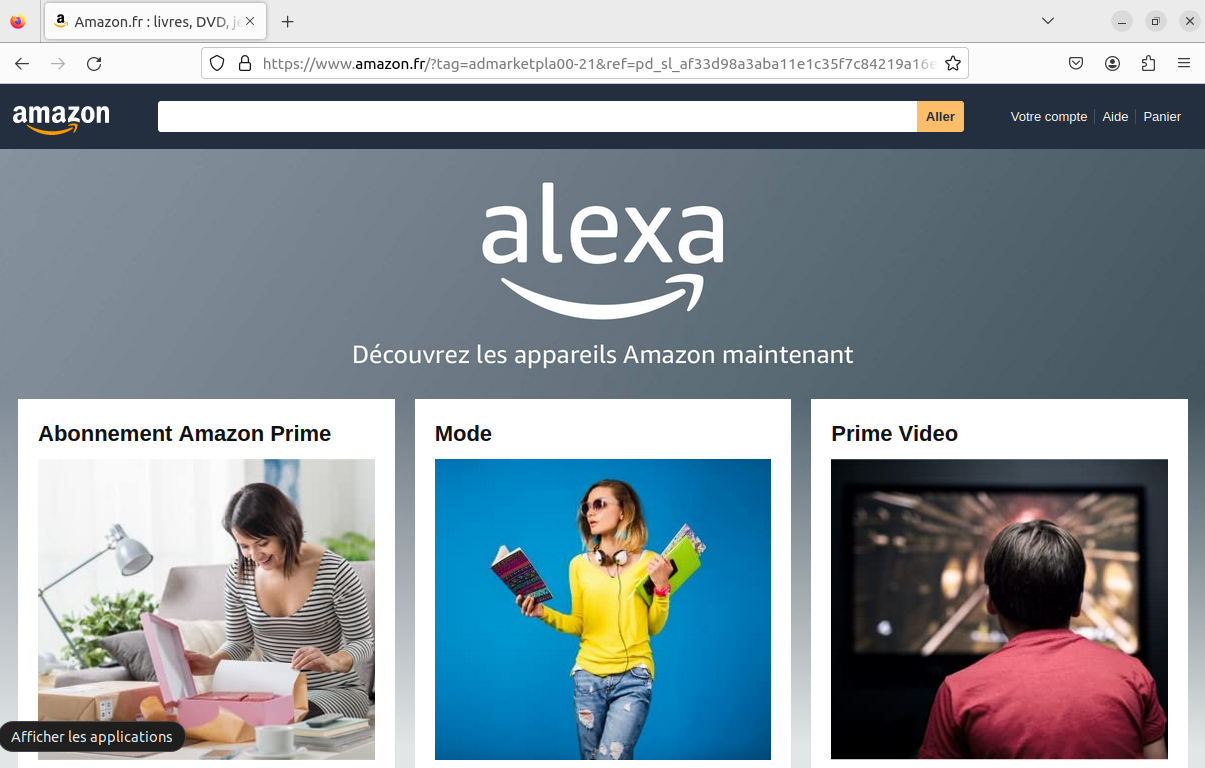 Amazon.fr : livres, DVD, je
https://www.amazon.fr/?tag=admarketpla00-21&ref=pd_sl_af33d98a3aba11e1c35f7c84219a16e
amazon
Aller
Votre compte
Aide
Panier
alexa
Découvrez les appareils Amazon maintenant
Abonnement Amazon Prime
Mode
Prime Video
Afficher les applications